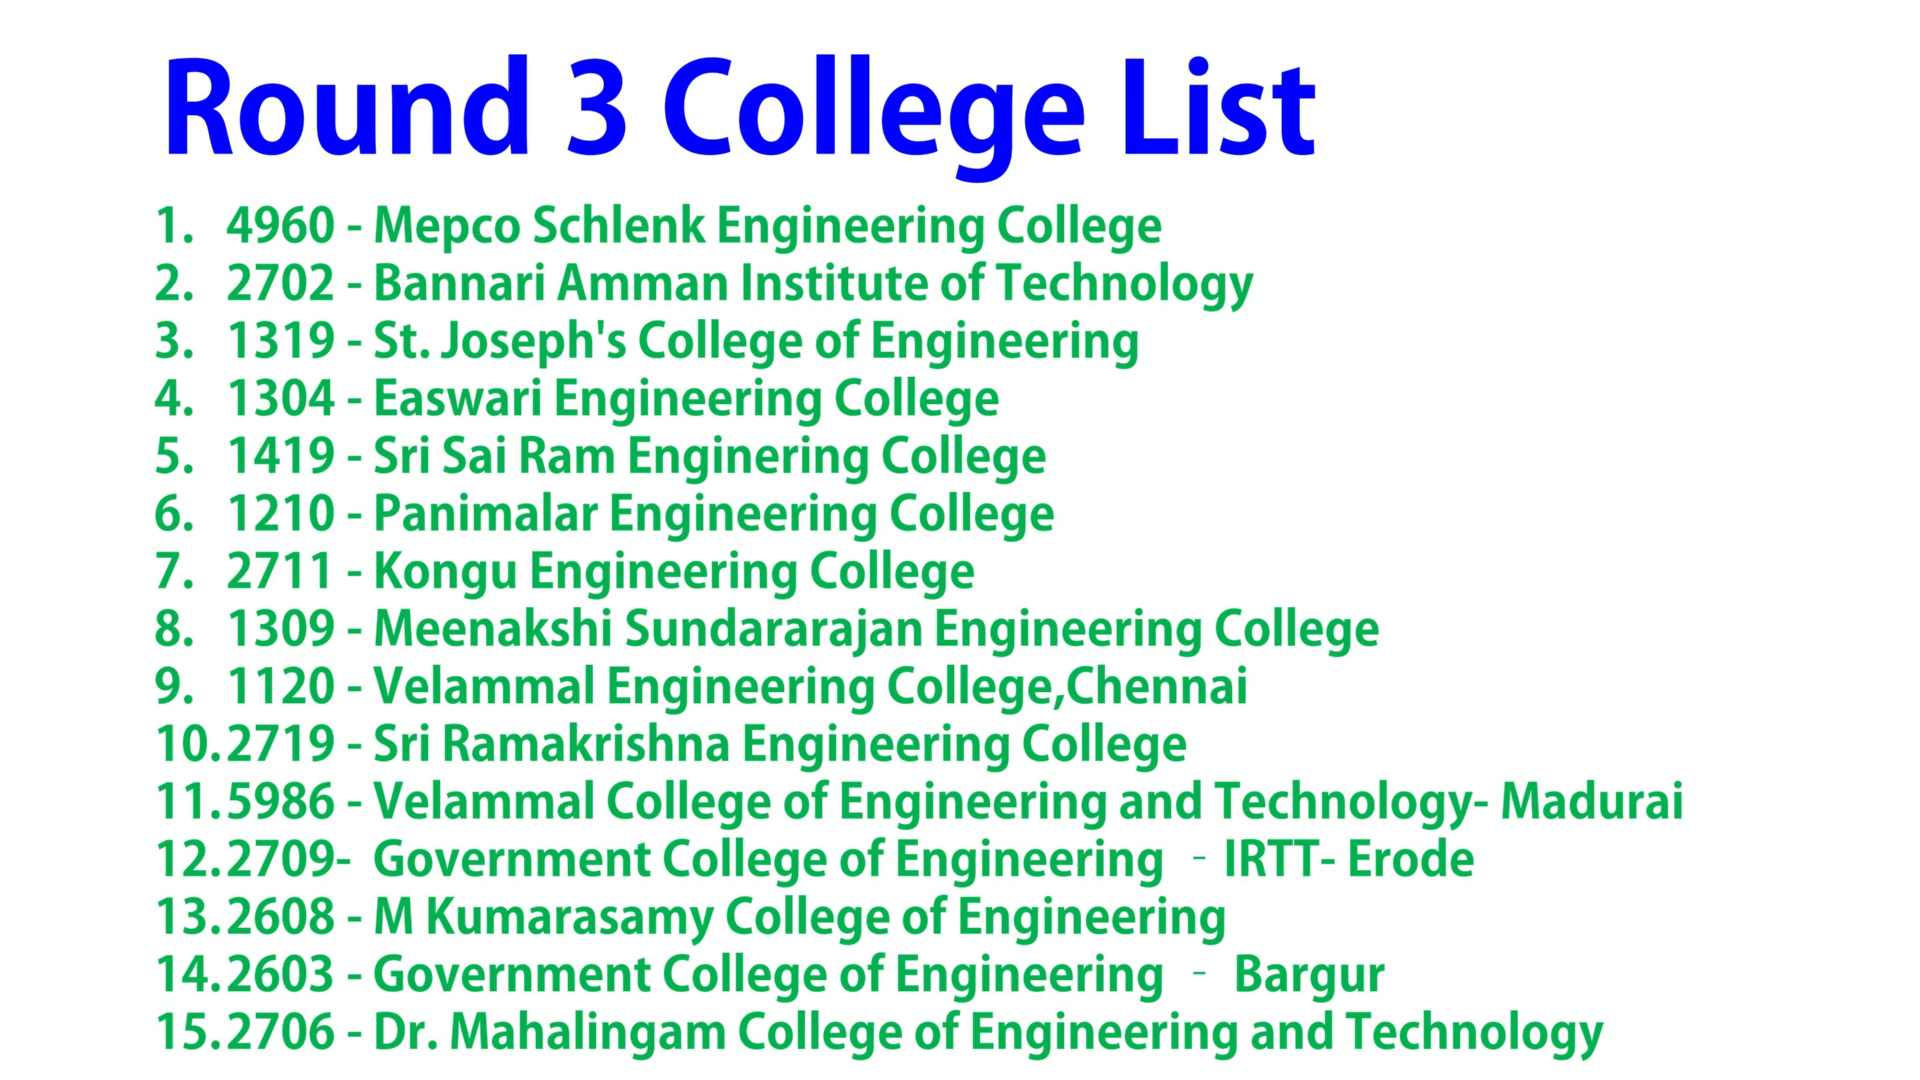 Round 3 College List
1. 4960 - Mepco Schlenk Engineering College
2. 2702 - Bannari Amman Institute of Technology
3. 1319 - St. Joseph's College of Engineering
4. 1304 - Easwari Engineering College
5. 1419 - Sri Sai Ram Enginering College
6. 1210 - Panimalar Engineering College
7. 2711 - Kongu Engineering College
8. 1309 - Meenakshi Sundararajan Engineering College
9. 1120 - Velammal Engineering College,Chennai
10.2719 - Sri Ramakrishna Engineering College
11.5986 - Velammal College of Engineering and Technology- Madurai
12.2709- Government College of Engineering - IRTT- Erode
13.2608 - M Kumarasamy College of Engineering
14.2603 - Government College of Engineering - Bargur
15.2706 - Dr. Mahalingam College of Engineering and Technology